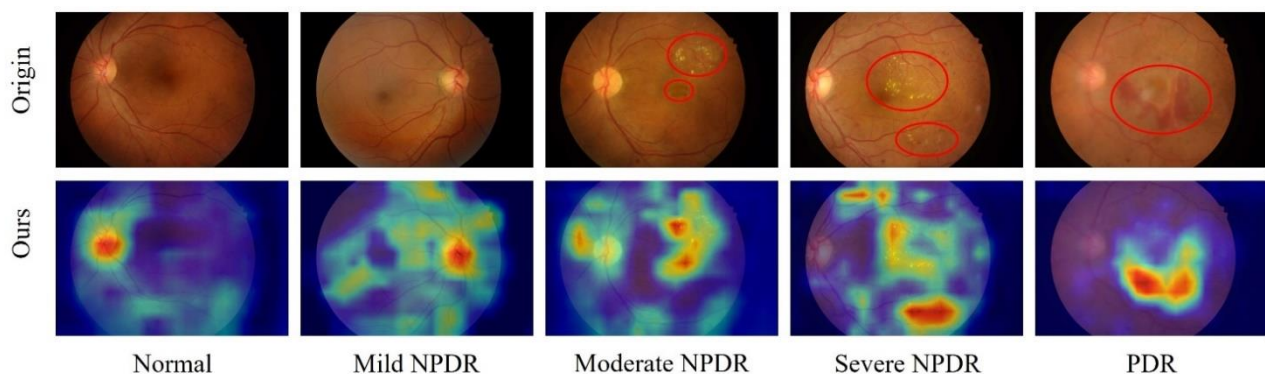 Origin
Ours
Normal
Mild NPDR
Moderate NPDR
Severe NPDR
PDR